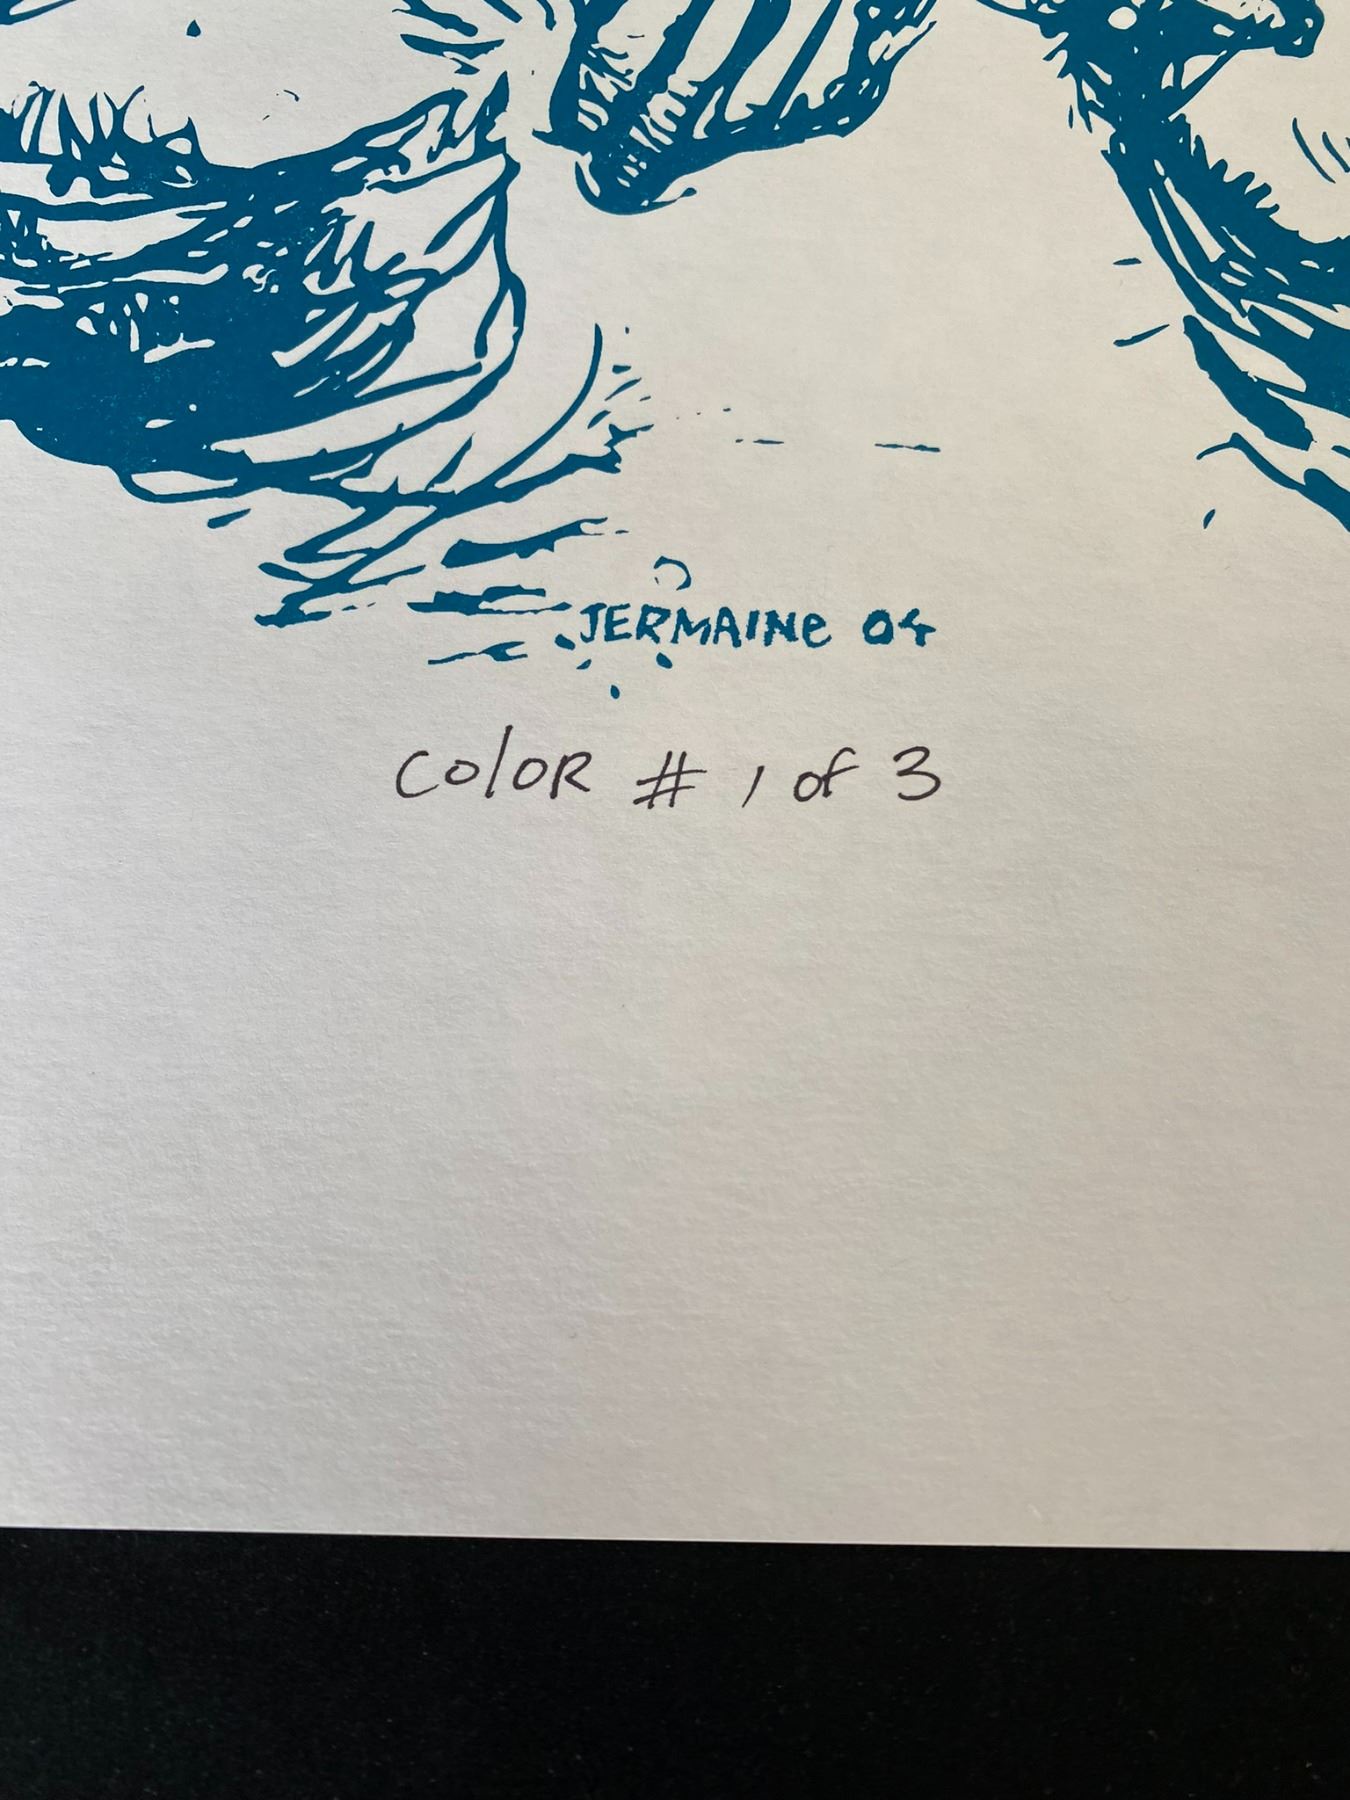 JERMAINe 04
ColoR # 1 of 3